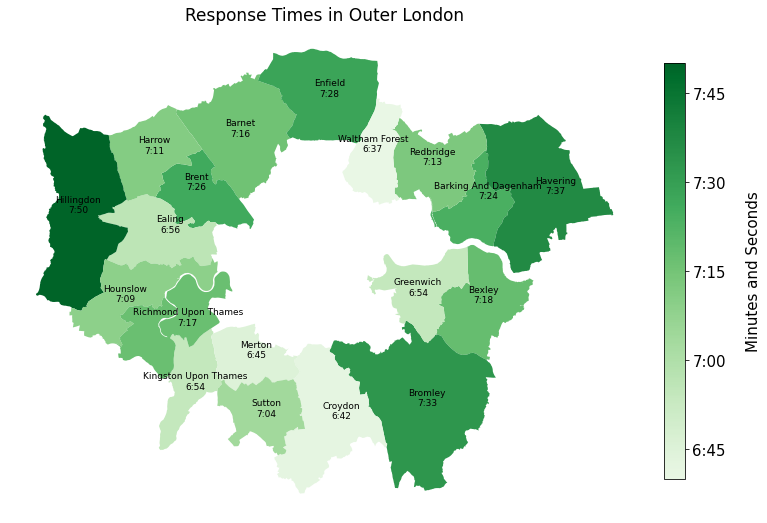 Response Times in Outer London
Enfield
7:28
Barnet
7:16
Waltham Forest
6:37
Harrow
7:11
Redbridge
7:13
Brent
7:26
Barking And Dagenham
7:24
Havering
7:37
Hillingdon
7:50
Ealing
6:56
Greenwich
6:54
Bexley
7:18
Hounslow
7:09
Richmond Upon Thames
7:17
Merton
6:45
Kingston Upon Thames
6:54
Sutton
7:04
Croydon
6:42
Bromley
7:33
7:45
7:30
7:15
7:00
6:45
Minutes and Seconds